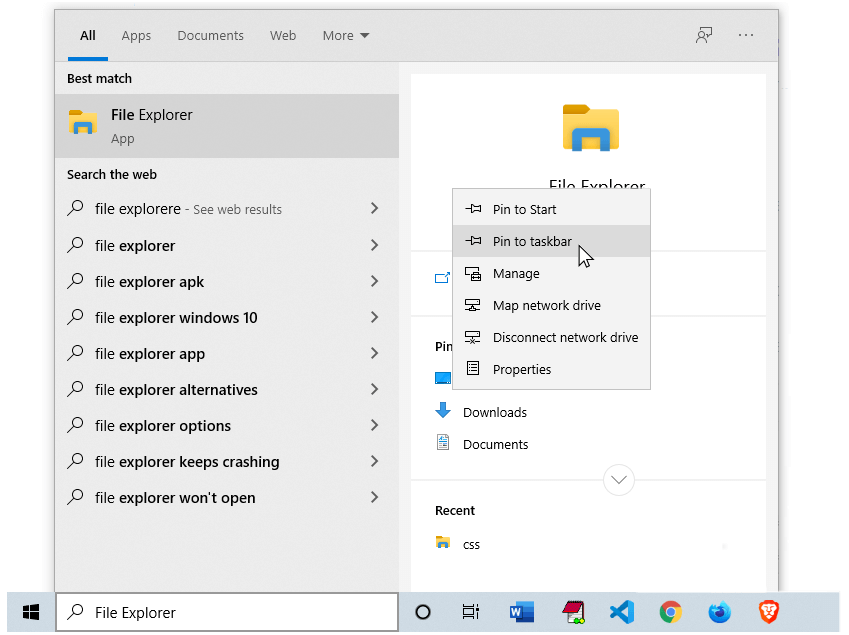 All Apps Documents Web More
Best match
File Explorer
App
Search the web
file explorere - See web results
file explorer
file explorer apk
file explorer windows 10
file explorer app
file explorer alternatives
file explorer options
file explorer keeps crashing
file explorer won't open
File Explorer
Pin to Start
Pin to taskbar
Manage
Map network drive
Disconnect network drive
Properties
Pin
Downloads
Documents
Recent
css
File Explorer